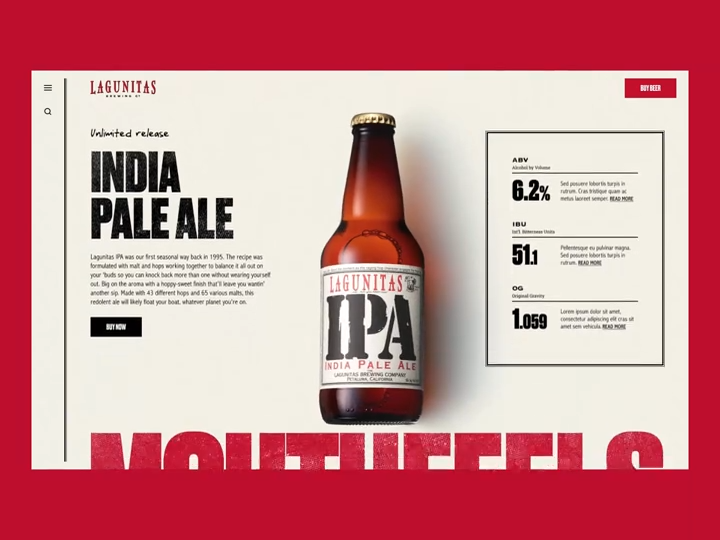 LAGUNITAS
BREWING CO
BUY BEER
Unlimited release
INDIA
PALE ALE
Lagunitas IPA was our first seasonal way back in 1995. The recipe was
formulated with malt and hops working together to balance it all out on
your 'buds so you can knock back more than one without wearing yourself
out. Big on the aroma with a hoppy-sweet finish that'll leave you wantin'
another sip. Made with 43 different hops and 65 various malts, this
redolent ale will likely float your boat, whatever planet you're on.
BUY NOW
LAGUNITAS
IPA
INDIA PALE ALE
LAGUNITAS BREWING COMPANY
PETALUMA, CALIFORNIA
ABV
Alcohol by Volume
6.2%
Sed posuere lobortis turpis in
rutrum. Cras tristique quam ac
metus laoreet semper. READ MORE
IBU
Int'l Bitterness Units
51.1
Pellentesque eu pulvinar magna.
Sed posuere lobortis turpis in
rutrum. READ MORE
OG
Original Gravity
1.059
Lorem ipsum dolor sit amet,
consectetur adipiscing elit cras sit
amet sem vehicula. READ MORE
MOUTHFEELS